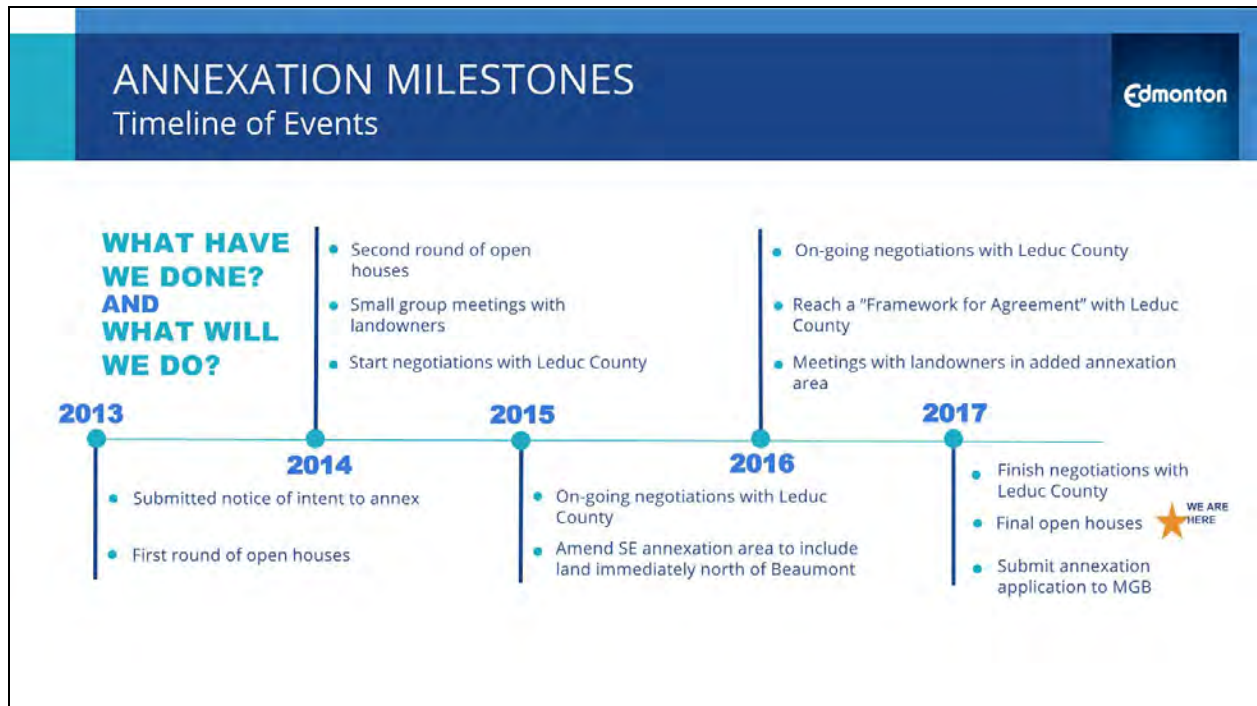 ANNEXATION MILESTONES
Timeline of Events
Edmonton
WHAT HAVE
WE DONE?
AND
WHAT WILL
WE DO?
2013
Submitted notice of intent to annex
First round of open houses
2014
Second round of open
houses
Small group meetings with
landowners
Start negotiations with Leduc County
2015
On-going negotiations with Leduc
County
Amend SE annexation area to include
land immediately north of Beaumont
2016
On-going negotiations with Leduc County
Reach a "Framework for Agreement" with Leduc
County
Meetings with landowners in added annexation
area
2017
Finish negotiations with
Leduc County
Final open houses
WE ARE
HERE
Submit annexation
application to MGB